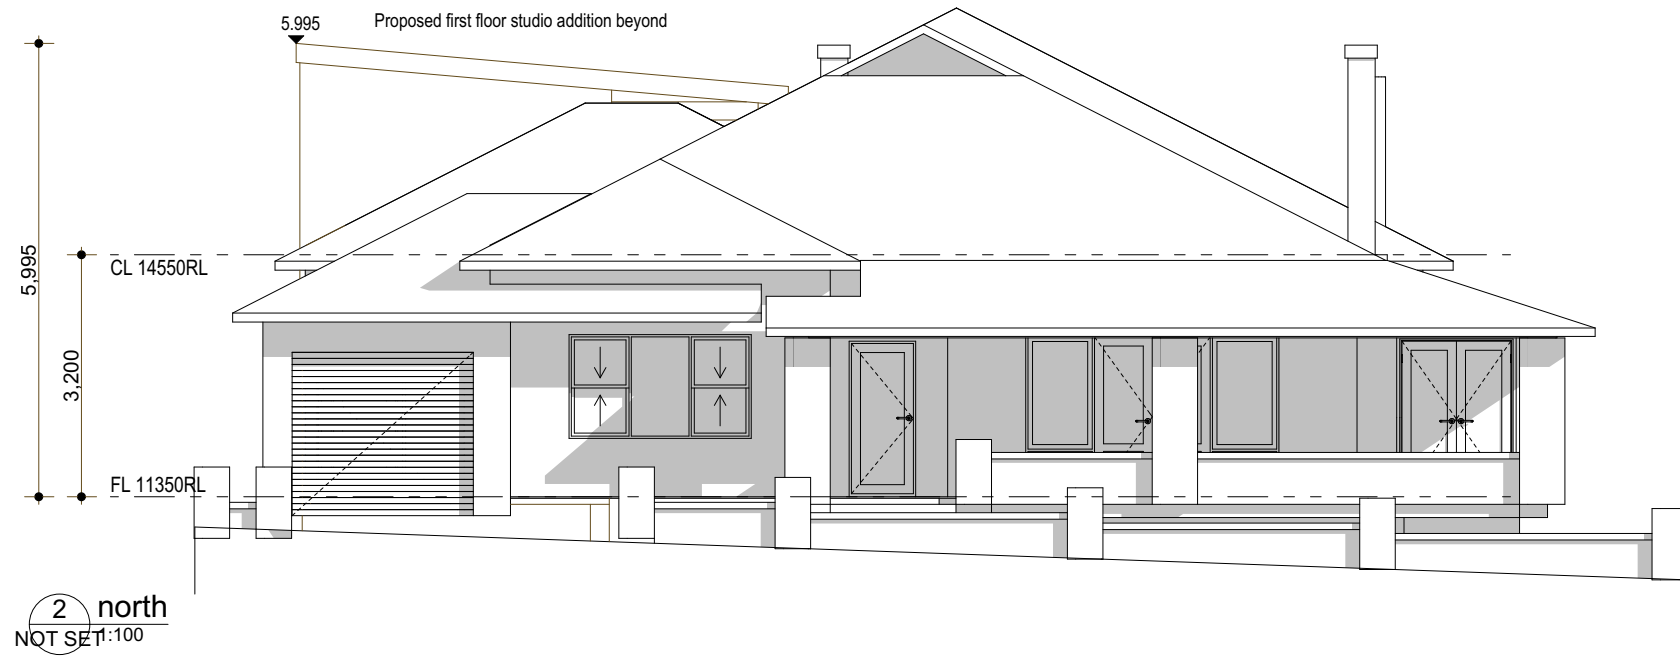 5.995
Proposed first floor studio addition beyond
5,995
CL 14550RL
3,200
FL 11350RL
2
north
NOT SET
1:100